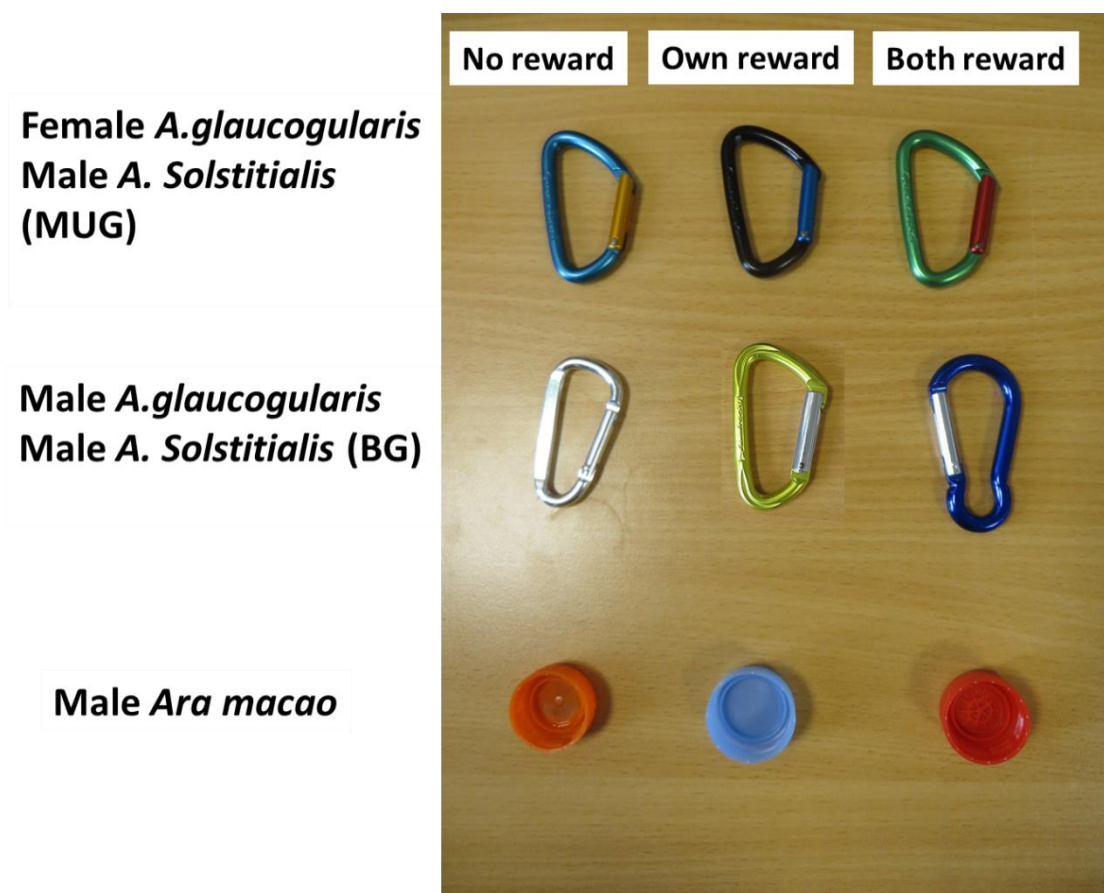 No reward Own reward Both reward
Female A.glaucogularis
Male A. Solstitialis
(MUG)
Male A.glaucogularis
Male A. Solstitialis (BG)
Male Ara macao